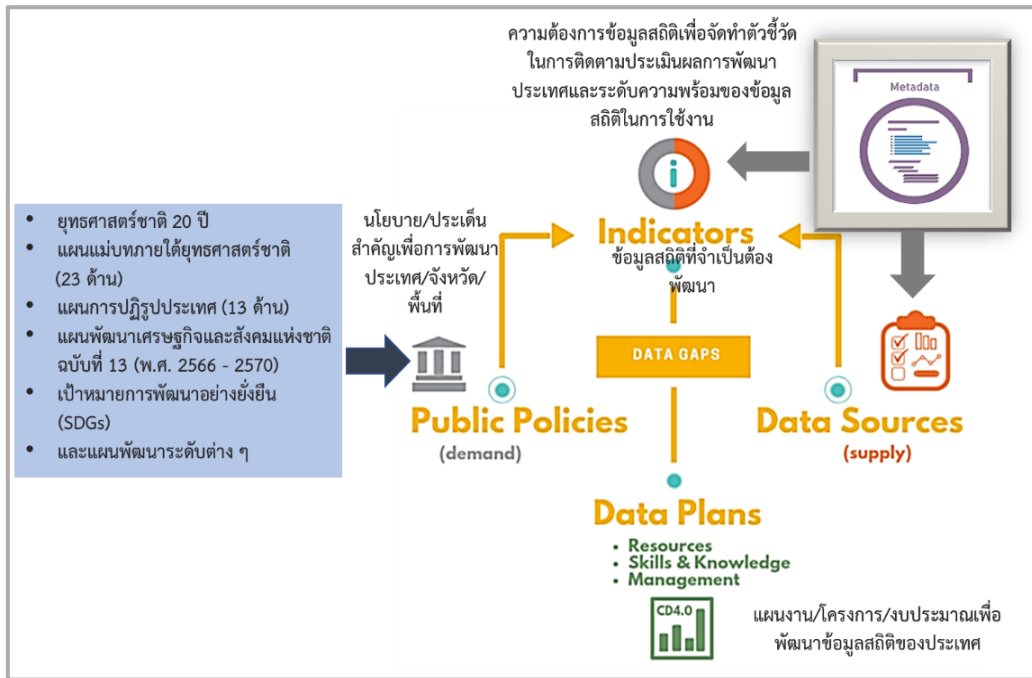 ความต้องการข้อมูลสถิติเพื่อจัดทำตัวชี้วัด
ในการติดตามประเมินผลการพัฒนา
ประเทศและระดับความพร้อมของข้อมูล
สถิติในการใช้งาน
Metadata
• ยุทธศาสตร์ชาติ 20 ปี
• แผนแม่บทภายใต้ยุทธศาสตร์ชาติ
(23 ด้าน)
• แผนการปฏิรูปประเทศ (13 ด้าน)
• แผนพัฒนาเศรษฐกิจและสังคมแห่งชาติ
ฉบับที่ 13 (พ.ศ. 2566 - 2570)
• เป้าหมายการพัฒนาอย่างยั่งยืน
(SDGs)
• และแผนพัฒนาระดับต่าง ๆ
นโยบาย/ประเด็น
สำคัญเพื่อการพัฒนา
ประเทศ/จังหวัด/
พื้นที่
Indicators
ข้อมูลสถิติที่จำเป็นต้อง
พัฒนา
DATA GAPS
Public Policies
(demand)
Data Sources
(supply)
Data Plans
• Resources
• Skills & Knowledge
• Management
CD4.0
แผนงาน/โครงการ/งบประมาณเพื่อ
พัฒนาข้อมูลสถิติของประเทศ